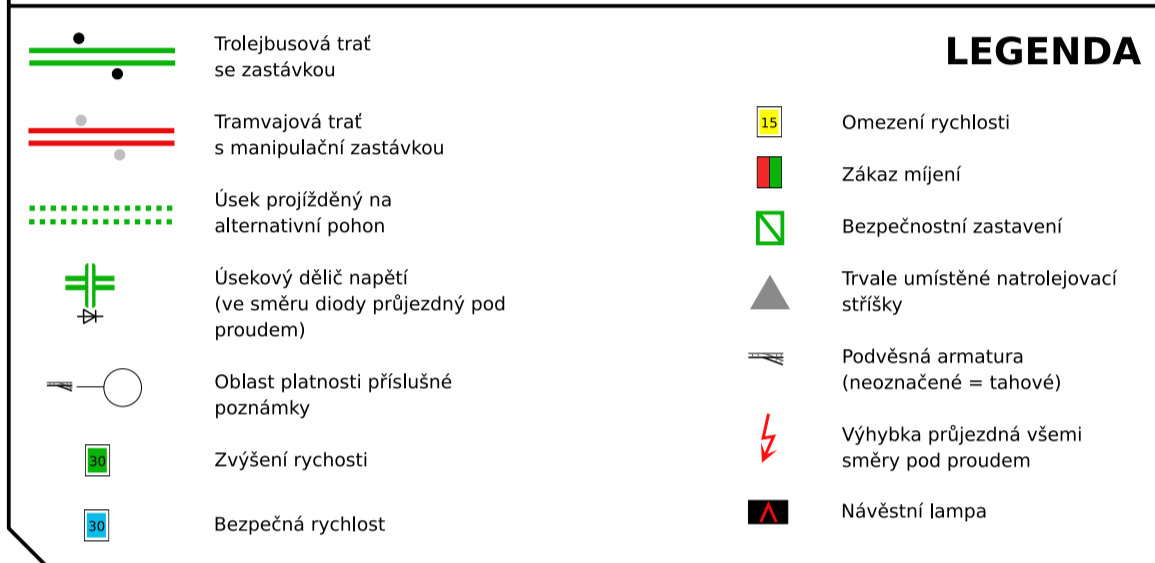 LEGENDA
Trolejbusová trať
se zastávkou
Tramvajová trať
s manipulační zastávkou
Úsek projížděný na
alternativní pohon
Úsekový dělič napětí
(ve směru diody průjezdný pod
proudem)
Oblast platnosti příslušné
poznámky
30
Zvýšení rychosti
30
Bezpečná rychlost
15
Omezení rychlosti
Zákaz míjení
Bezpečnostní zastavení
Trvale umístěné natrolejovací
stříšky
Podvěsná armatura
(neoznačené = tahové)
Výhybka průjezdná všemi
směry pod proudem
Návěstní lampa